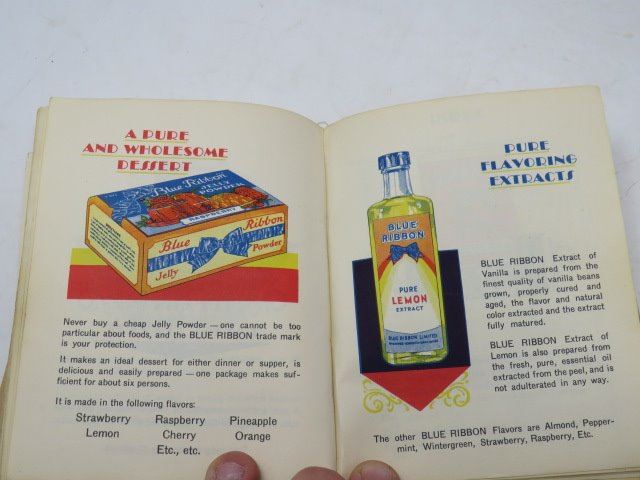 A PURE
AND WHOLESOME
DESSERT
Blue Ribbon
JELLY
POWDER
RASPBERRY
Blue Ribbon
Jelly Powder
Never buy a cheap Jelly Powder — one cannot be too
particular about foods, and the BLUE RIBBON trade mark
is your protection.
It makes an ideal dessert for either dinner or supper, is
delicious and easily prepared — one package makes suf-
ficient for about six persons.
It is made in the following flavors:
Strawberry Raspberry Pineapple
Lemon Cherry Orange
Etc., etc.
PURE
FLAVORING
EXTRACTS
BLUE
RIBBON
PURE
LEMON
EXTRACT
BLUE RIBBON LIMITED
BLUE RIBBON Extract of
Vanilla is prepared from the
finest quality of vanilla beans
grown, properly cured and
aged, the flavor and natural
color extracted and the extract
fully matured.
BLUE RIBBON Extract of
Lemon is also prepared from
the fresh, pure, essential oil
extracted from the peel, and is
not adulterated in any way.
The other BLUE RIBBON Flavors are Almond, Pepper-
mint, Wintergreen, Strawberry, Raspberry, Etc.